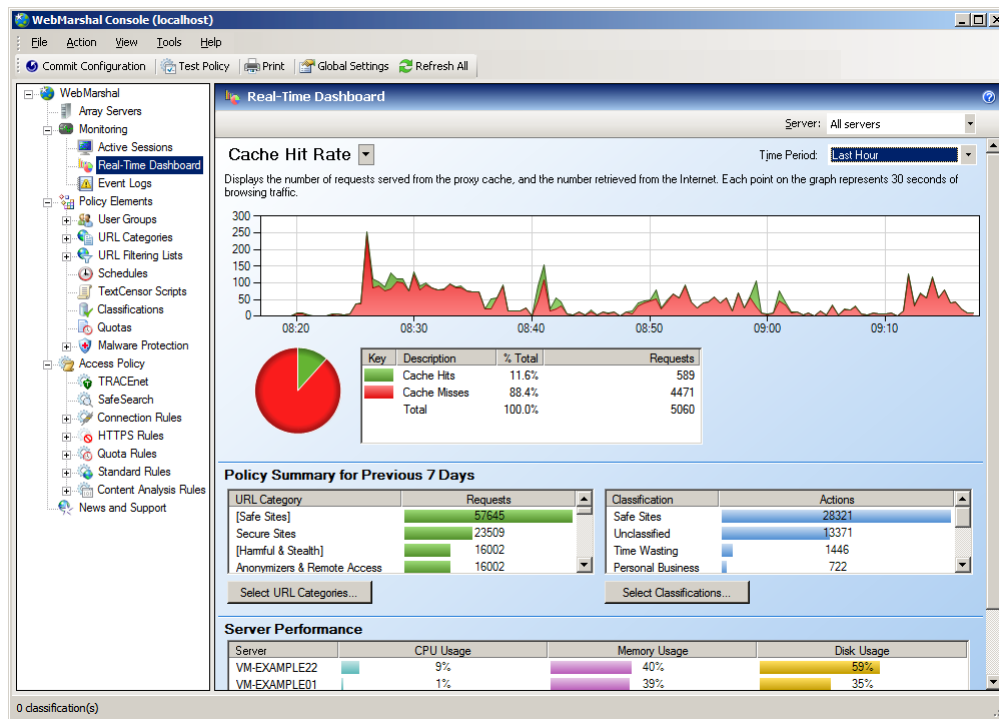 WebMarshal Console (localhost)
File Action View Tools Help
Commit Configuration Test Policy Print Global Settings Refresh All
WebMarshal
Array Servers
Monitoring
Active Sessions
Real-Time Dashboard
Event Logs
Policy Elements
User Groups
URL Categories
URL Filtering Lists
Schedules
TextCensor Scripts
Classifications
Quotas
Malware Protection
Access Policy
TRACEnet
SafeSearch
Connection Rules
HTTPS Rules
Quota Rules
Standard Rules
Content Analysis Rules
News and Support
Real-Time Dashboard
Server: All servers
Cache Hit Rate
Time Period: Last Hour
Displays the number of requests served from the proxy cache, and the number retrieved from the Internet. Each point on the graph represents 30 seconds of
browsing traffic.
300
250
200
150
100
50
0
08:20 08:30 08:40 08:50 09:00 09:10
Key Description % Total Requests
Cache Hits 11.6% 589
Cache Misses 88.4% 4471
Total 100.0% 5060
Policy Summary for Previous 7 Days
URL Category Requests
[Safe Sites] 57645
Secure Sites 23509
[Harmful & Stealth] 16002
Anonymizers & Remote Access 16002
Select URL Categories...
Classification Actions
Safe Sites 28321
Unclassified 13371
Time Wasting 1446
Personal Business 722
Select Classifications...
Server Performance
Server CPU Usage Memory Usage Disk Usage
VM-EXAMPLE22 9% 40% 59%
VM-EXAMPLE01 1% 39% 35%
0 classification(s)